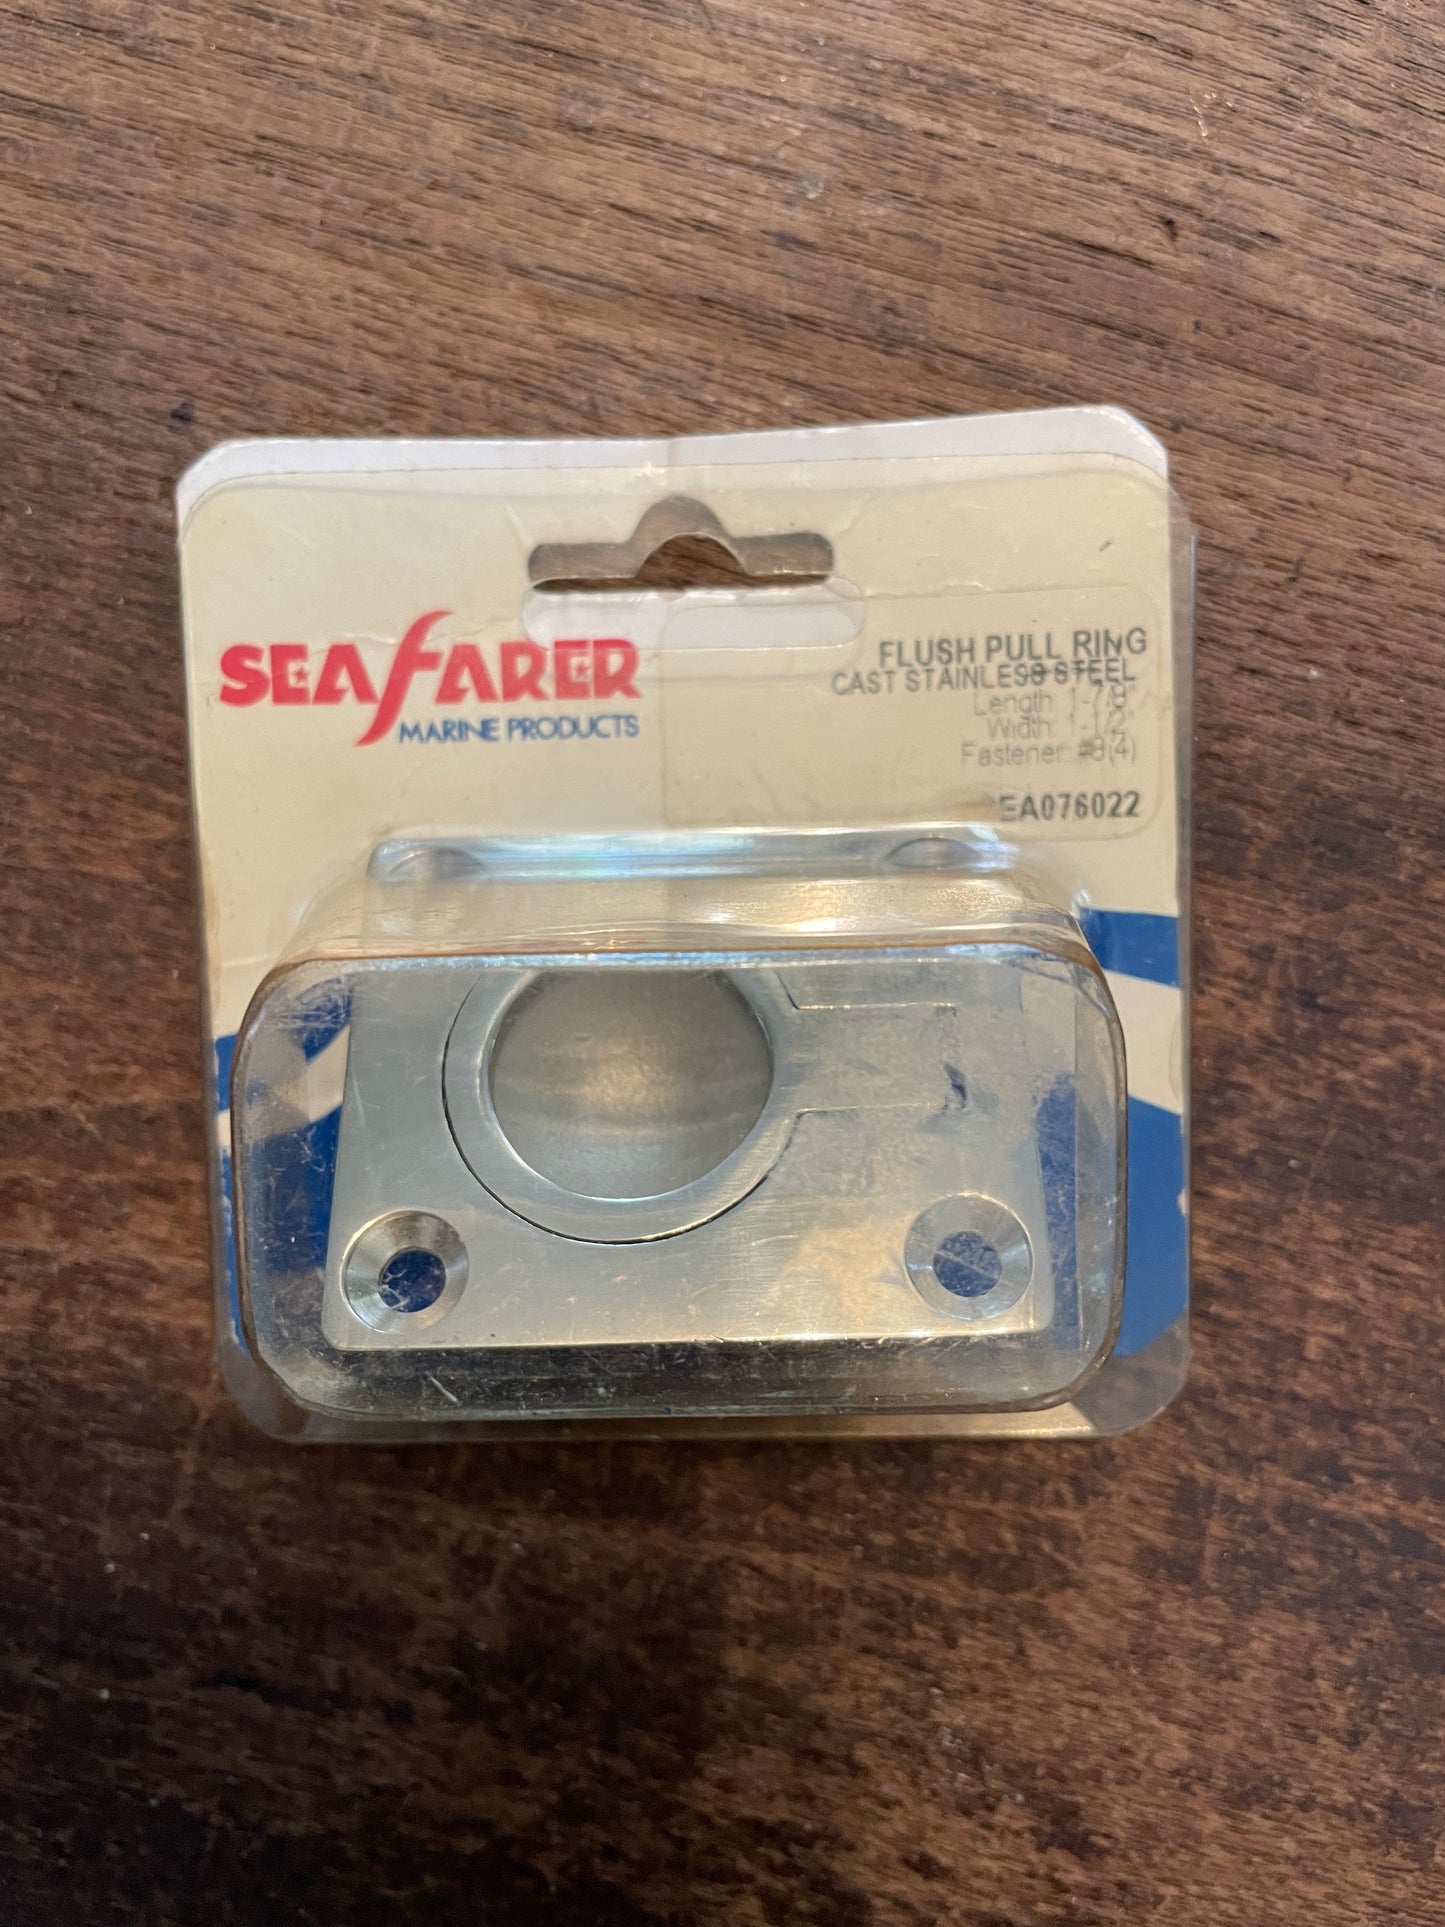 SEAFARER
MARINE PRODUCTS
FLUSH PULL RING
CAST STAINLESS STEEL
Length: 1-7/8"
Width: 1-1/2"
Fastener: #8(4)
EA076022